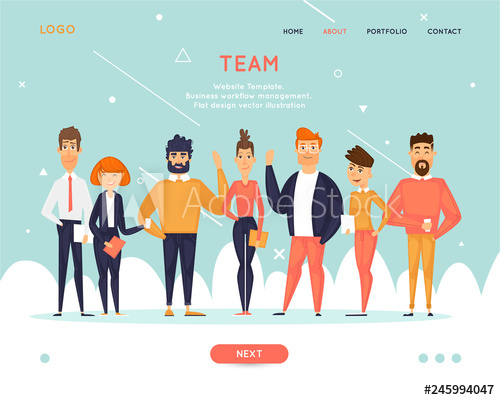 LOGO
HOME ABOUT PORTFOLIO CONTACT
TEAM
Website Template.
Business workflow management.
Flat design vector illustration
Adobe Stock
NEXT
#245994047